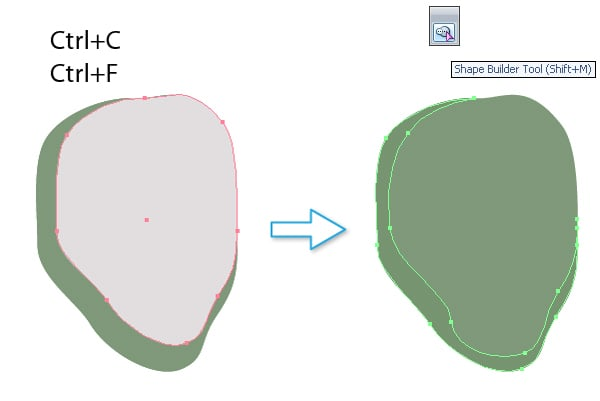 Ctrl+C
Ctrl+F
Shape Builder Tool (Shift+M)